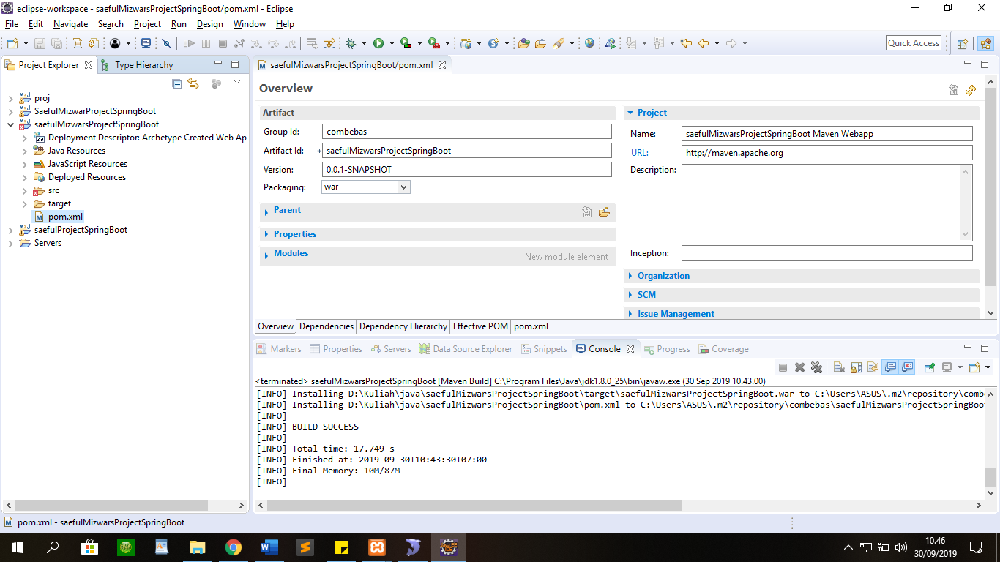 eclipse-workspace - saefulMizwarsProjectSpringBoot/pom.xml - Eclipse
File Edit Navigate Search Project Run Design Window Help
Quick Access
Project Explorer
Type Hierarchy
proj
SaefulMizwarProjectSpringBoot
saefulMizwarsProjectSpringBoot
Deployment Descriptor: Archetype Created Web Ap
Java Resources
JavaScript Resources
Deployed Resources
src
target
pom.xml
saefulProjectSpringBoot
Servers
saefulMizwarsProjectSpringBoot/pom.xml
Overview
Artifact
Group Id: combebas
Artifact Id: * saefulMizwarsProjectSpringBoot
Version: 0.0.1-SNAPSHOT
Packaging: war
Parent
Properties
Modules
New module element
Project
Name: saefulMizwarsProjectSpringBoot Maven Webapp
URL: http://maven.apache.org
Description:
Inception:
Organization
SCM
Issue Management
Overview Dependencies Dependency Hierarchy Effective POM pom.xml
Markers Properties Servers Data Source Explorer Snippets Console Progress Coverage
<terminated> saefulMizwarsProjectSpringBoot [Maven Build] C:\Program Files\Java\jdk1.8.0_25\bin\javaw.exe (30 Sep 2019 10.43.00)
[INFO] Installing D:\Kuliah\java\saefulMizwarsProjectSpringBoot\target\saefulMizwarsProjectSpringBoot.war to C:\Users\ASUS\.m2\repository\combe
[INFO] Installing D:\Kuliah\java\saefulMizwarsProjectSpringBoot\pom.xml to C:\Users\ASUS\.m2\repository\combebas\saefulMizwarsProjectSpringBoo
[INFO] ------------------------------------------------------------------------
[INFO] BUILD SUCCESS
[INFO] ------------------------------------------------------------------------
[INFO] Total time: 17.749 s
[INFO] Finished at: 2019-09-30T10:43:30+07:00
[INFO] Final Memory: 10M/87M
[INFO] ------------------------------------------------------------------------
pom.xml - saefulMizwarsProjectSpringBoot
10.46
30/09/2019